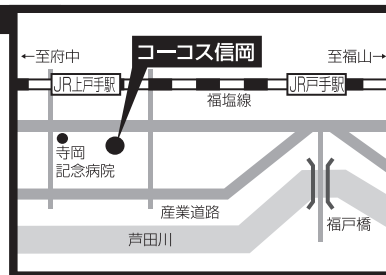 コーコス信岡
←至府中
至福山→
JR上戸手駅
JR戸手駅
福塩線
寺岡
記念病院
産業道路
福戸橋
芦田川